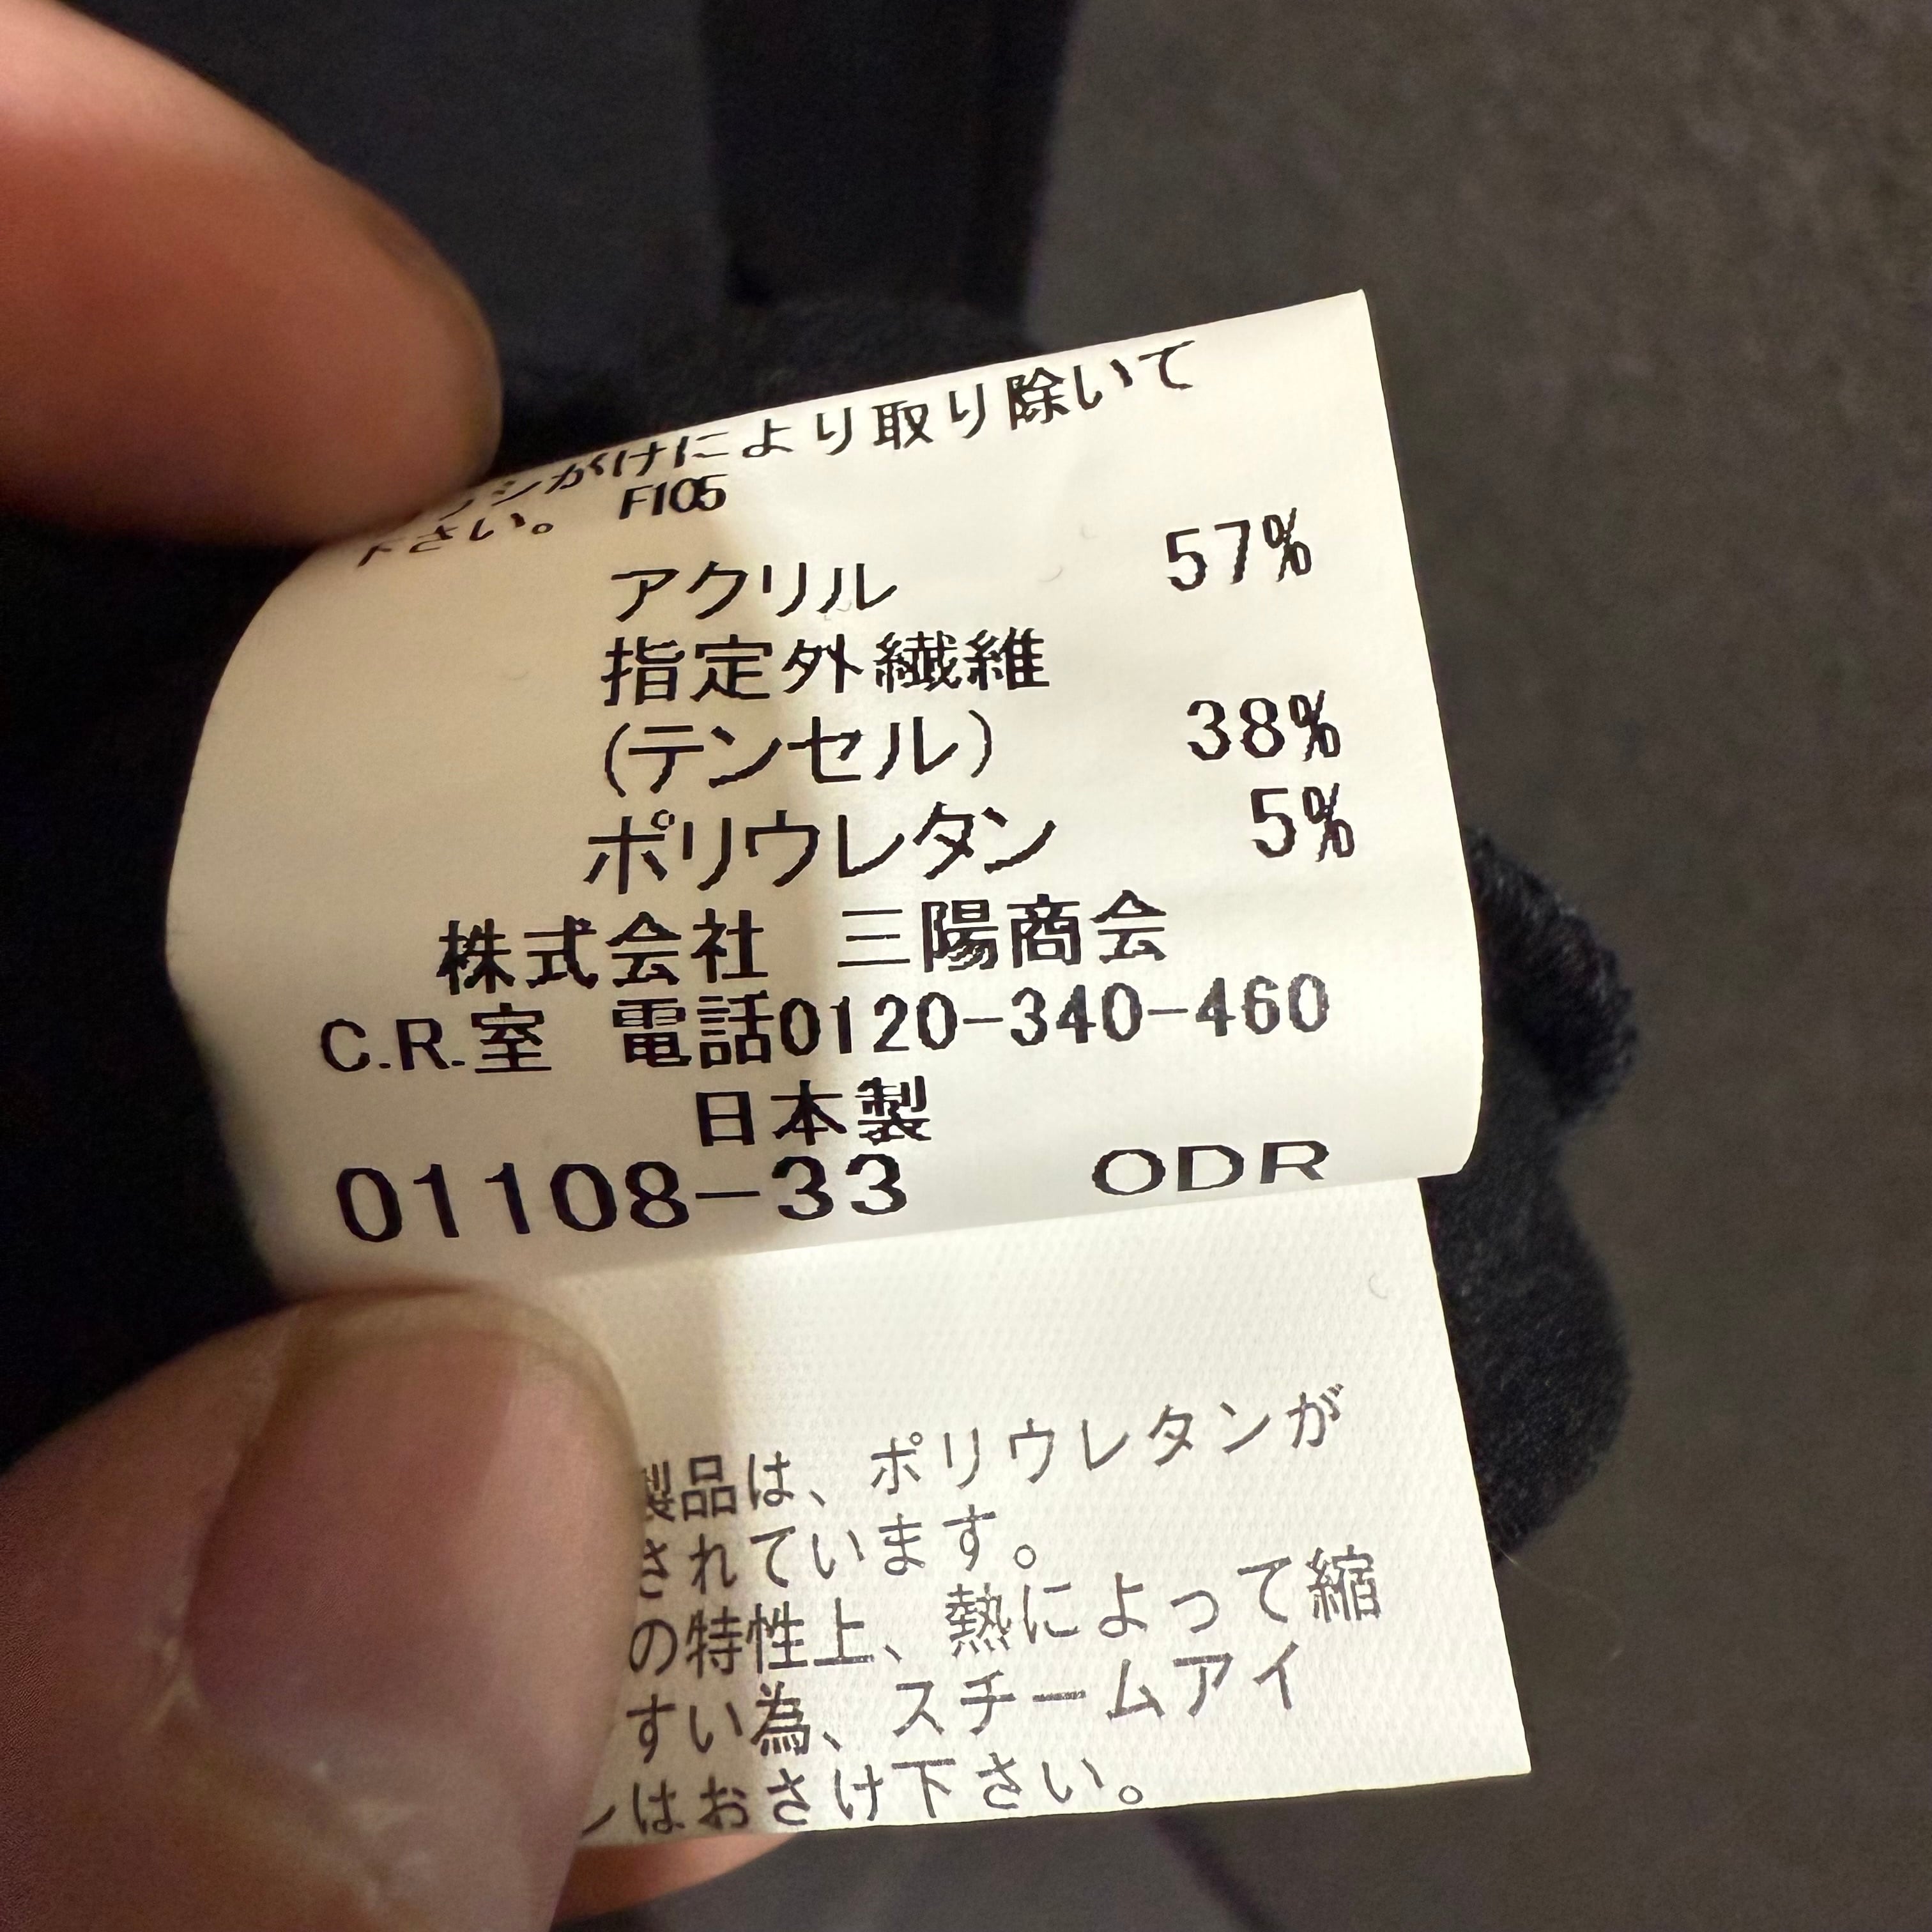 ブラシがけにより取り除いて
下さい。 F105
アクリル 57%
指定外繊維
(テンセル) 38%
ポリウレタン 5%
株式会社 三陽商会
C.R.室 電話0120-340-460
日本製
01108-33 ODR
製品は、ポリウレタンが
されています。
の特性上、熱によって縮
すい為、スチームアイ
ンはおさけ下さい。